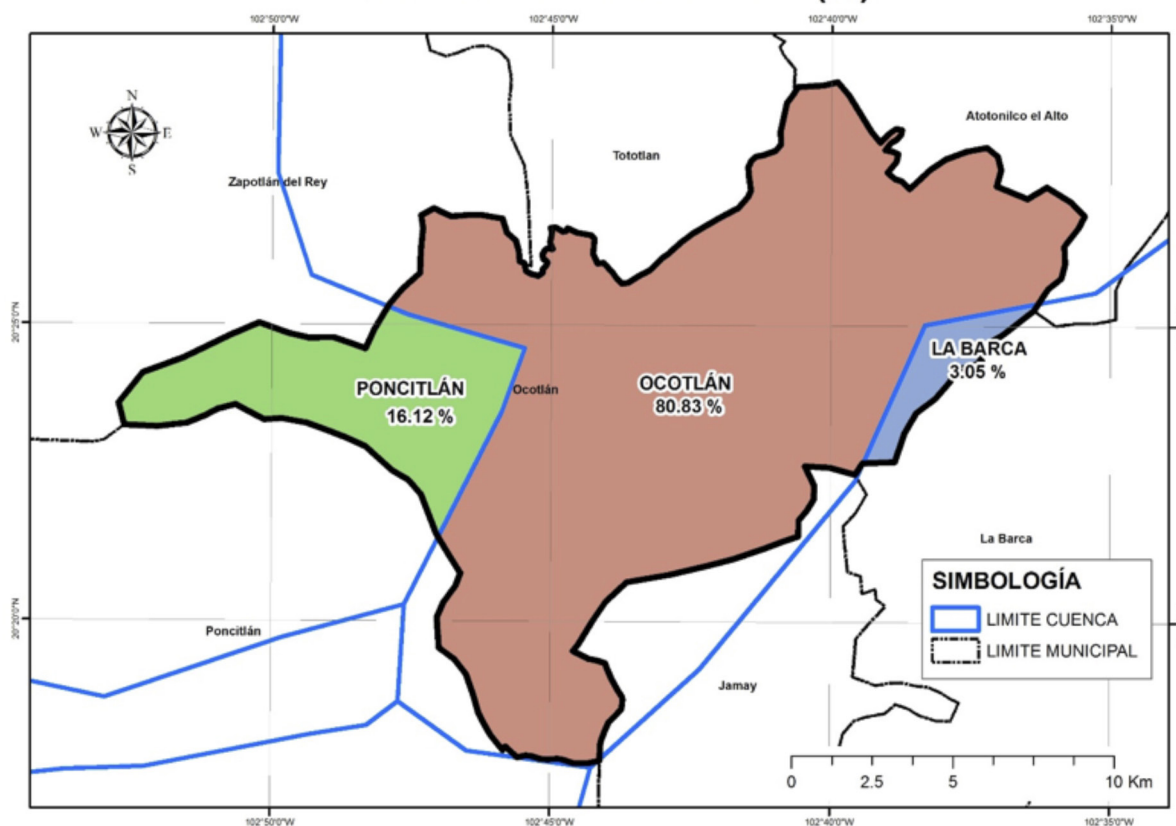 102°50'0"W 102°45'0"W 102°40'0"W 102°35'0"W
N
W E
S
Atotonilco el Alto
Tototlan
Zapotlán del Rey
20°25'0"N
LA BARCA
3.05 %
PONCITLÁN
16.12 %
Ocotlán
OCOTLÁN
80.83 %
La Barca
SIMBOLOGÍA
LIMITE CUENCA
LIMITE MUNICIPAL
20°20'0"N
Poncitlán
Jamay
0 2.5 5 10 Km
102°50'0"W 102°45'0"W 102°40'0"W 102°35'0"W